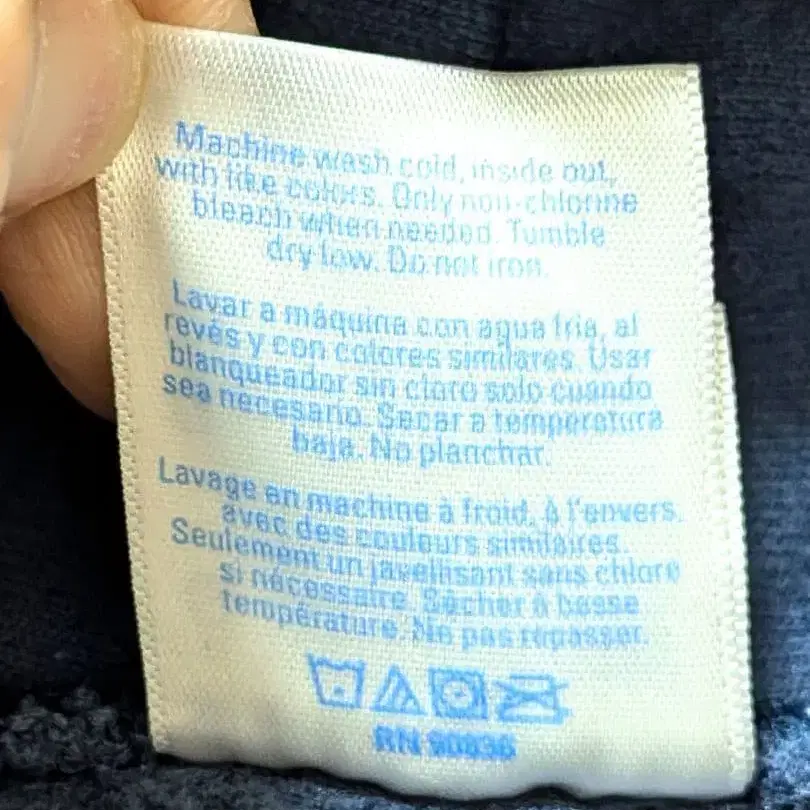 Machine wash cold, inside out,
with like colors. Only non-chlorine
bleach when needed. Tumble
dry low. Do not iron.
Lavar a máquina con agua fria, al
revés y con colores similares. Usar
blanqueador sin cloro solo cuando
sea necesario. Secar a temperatura
baja. No planchar.
Lavage en machine à froid, à l'envers,
avec des couleurs similaires.
Seulement un javellisant sans chlore
si nécessaire. Sécher à basse
température. Ne pas repasser.
RN 90836